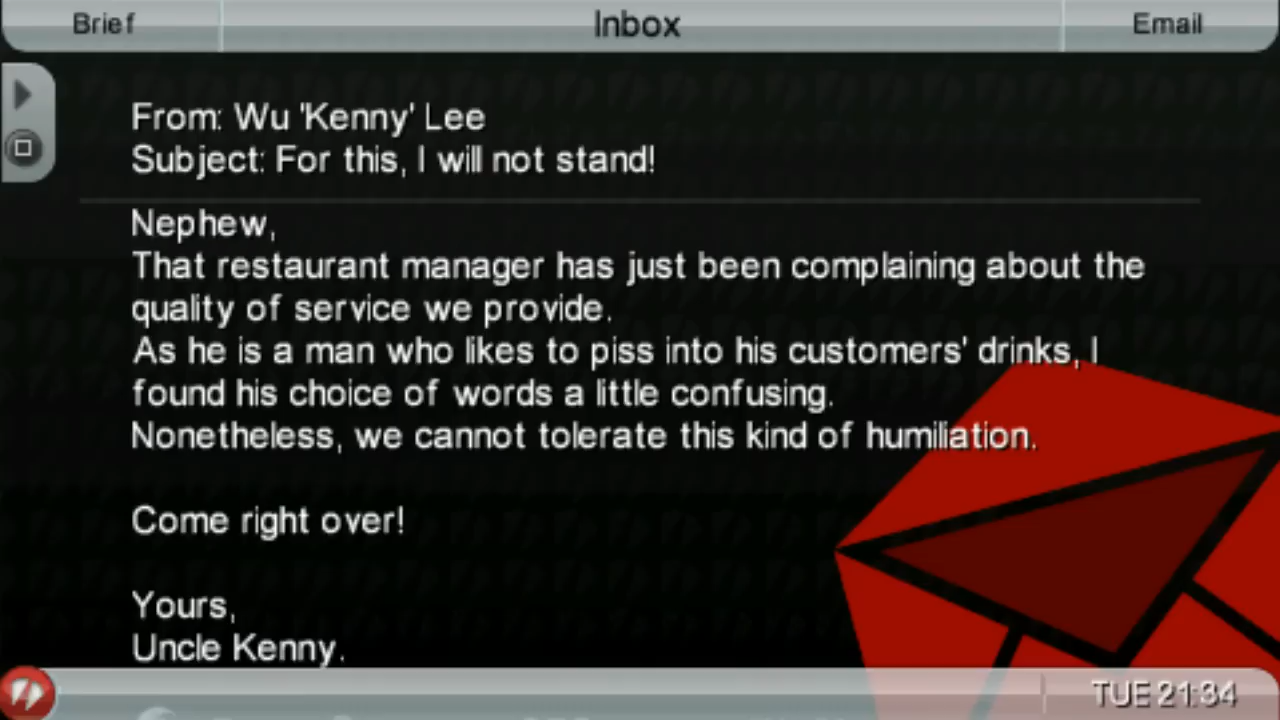 Brief Inbox Email
From: Wu 'Kenny' Lee
Subject: For this, I will not stand!
Nephew,
That restaurant manager has just been complaining about the
quality of service we provide.
As he is a man who likes to piss into his customers' drinks, I
found his choice of words a little confusing.
Nonetheless, we cannot tolerate this kind of humiliation.
Come right over!
Yours,
Uncle Kenny.
TUE 21:34